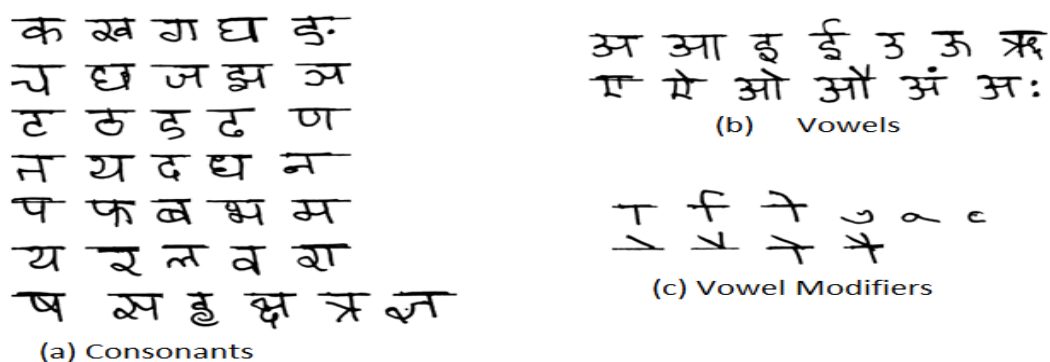 क ख ग घ ङ
च छ ज झ ञ
ट ठ ड ढ ण
त थ द ध न
प फ ब भ म
य र ल व श
ष स ह क्ष त्र ज्ञ
(a) Consonants
अ आ इ ई उ ऊ ऋ
ए ऐ ओ औ अं अः
(b) Vowels
ा ि ी ु ू ृ
े ै ो ौ
(c) Vowel Modifiers